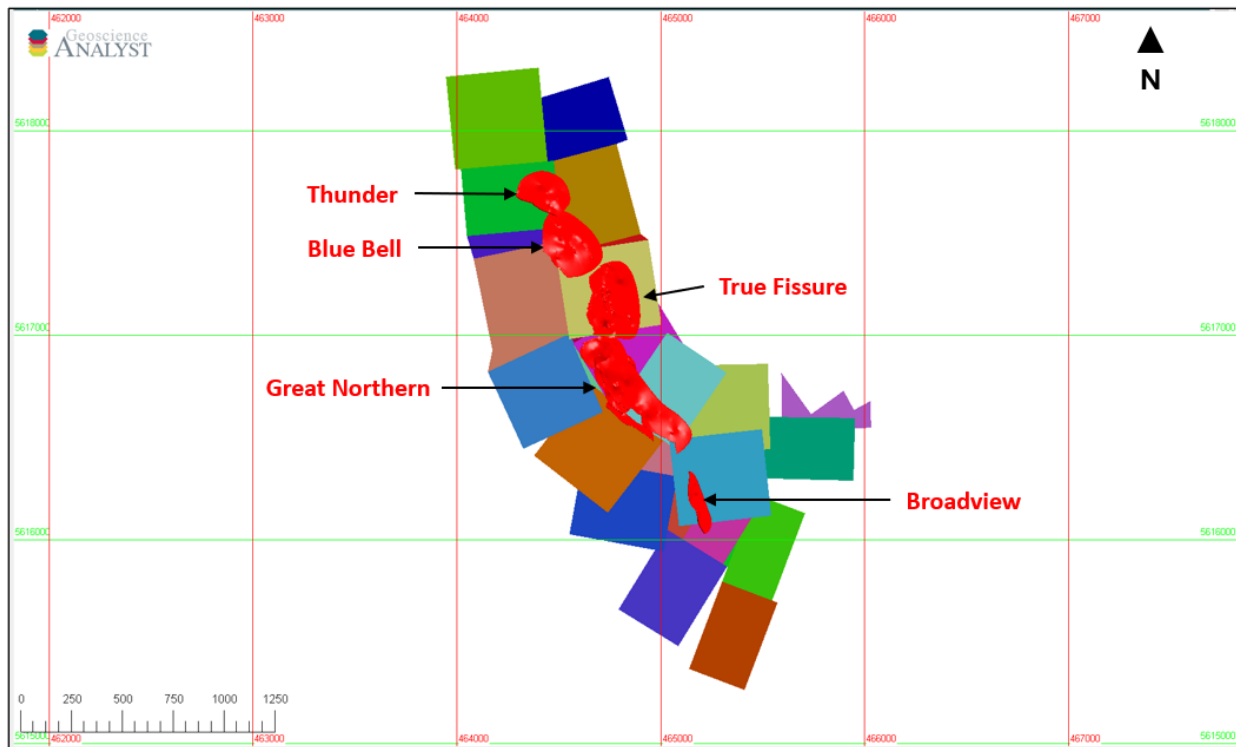 462000 463000 464000 465000 466000 467000
Geoscience
ANALYST
N
5618000 5618000
Thunder
Blue Bell
True Fissure
5617000 5617000
Great Northern
Broadview
5616000 5616000
0 250 500 750 1000 1250
5615000 5615000
462000 463000 464000 465000 466000 467000